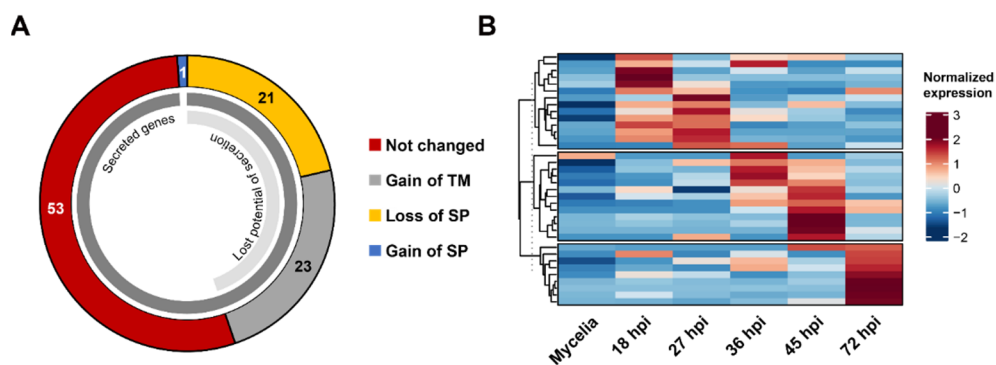 A
1
21
53
23
Secreted genes
Lost potential of secretion
Not changed
Gain of TM
Loss of SP
Gain of SP
B
Normalized
expression
3
2
1
0
−1
−2
Mycelia
18 hpi
27 hpi
36 hpi
45 hpi
72 hpi